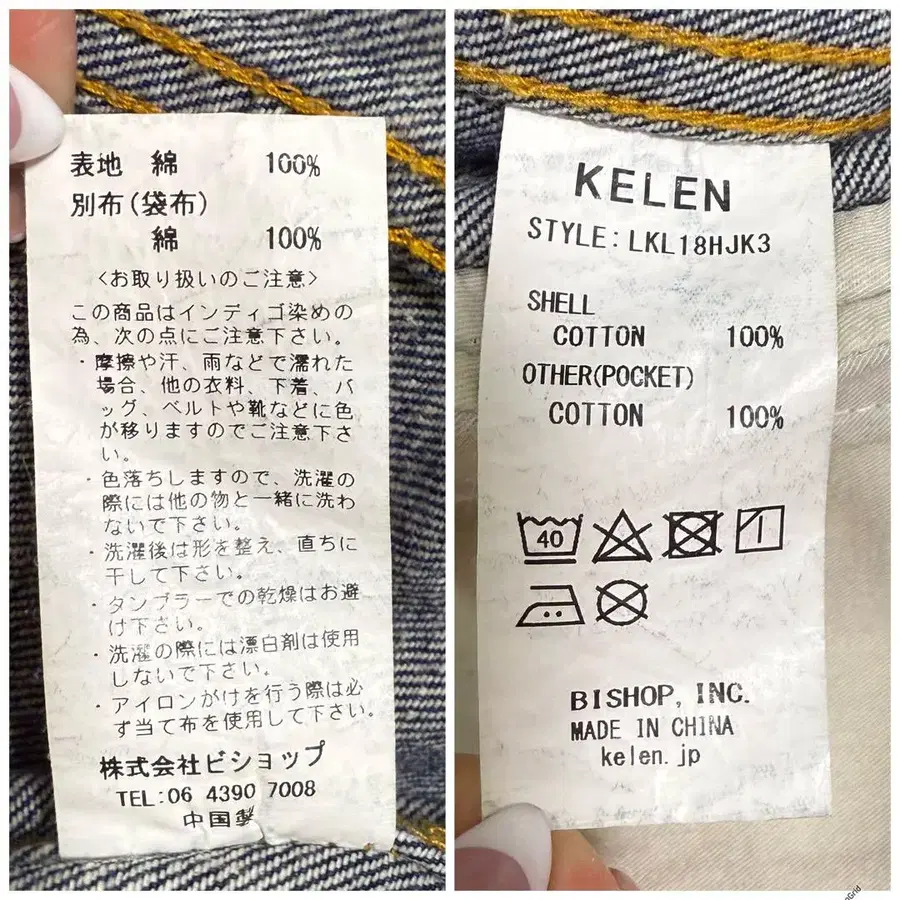 表地 綿 100%
別布(袋布)
綿 100%
<お取り扱いのご注意>
この商品はインディゴ染めの
為、次の点にご注意下さい。
・摩擦や汗、雨などで濡れた
場合、他の衣料、下着、バ
ッグ、ベルトや靴などに色
が移りますのでご注意下さ
い。
・色落ちしますので、洗濯の
際には他の物と一緒に洗わ
ないで下さい。
・洗濯後は形を整え、直ちに
干して下さい。
・タンブラーでの乾燥はお避
け下さい。
・洗濯の際には漂白剤は使用
しないで下さい。
・アイロンがけを行う際は必
ず当て布を使用して下さい。
株式会社ビショップ
TEL:06 4390 7008
中国製
KELEN
STYLE: LKL18HJK3
SHELL
COTTON 100%
OTHER(POCKET)
COTTON 100%
40
BISHOP, INC.
MADE IN CHINA
kelen.jp